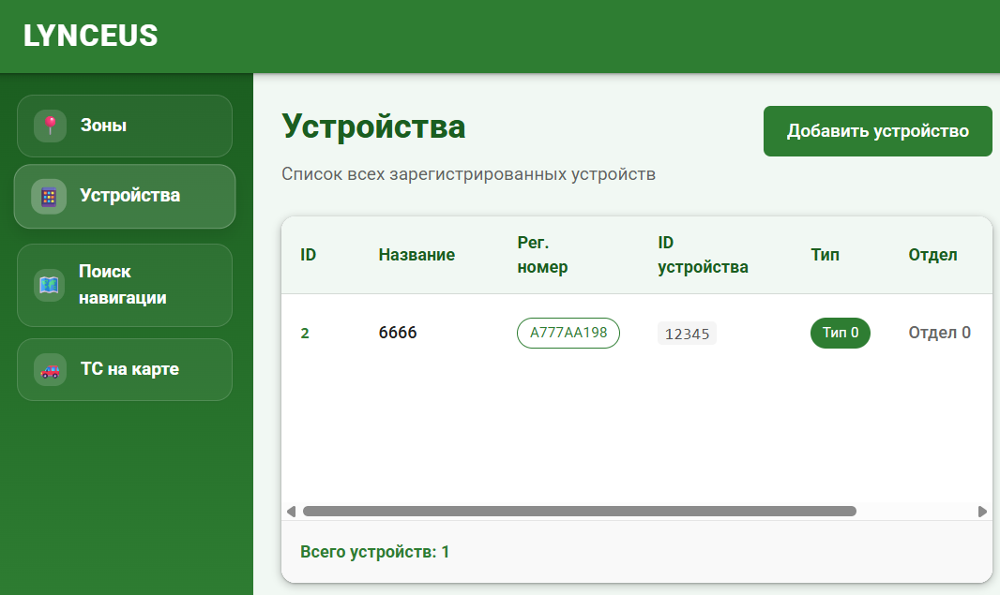 LYNCEUS
Зоны
Устройства
Поиск
навигации
ТС на карте
Устройства
Добавить устройство
Список всех зарегистрированных устройств
ID Название Рег. номер ID устройства Тип Отдел
2 6666 A777AA198 12345 Тип 0 Отдел 0
Всего устройств: 1